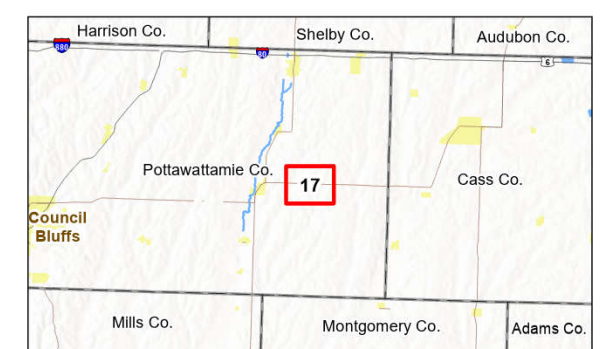 Harrison Co.
Shelby Co.
Audubon Co.
880
80
6
Pottawattamie Co.
17
Cass Co.
Council
Bluffs
Mills Co.
Montgomery Co.
Adams Co.